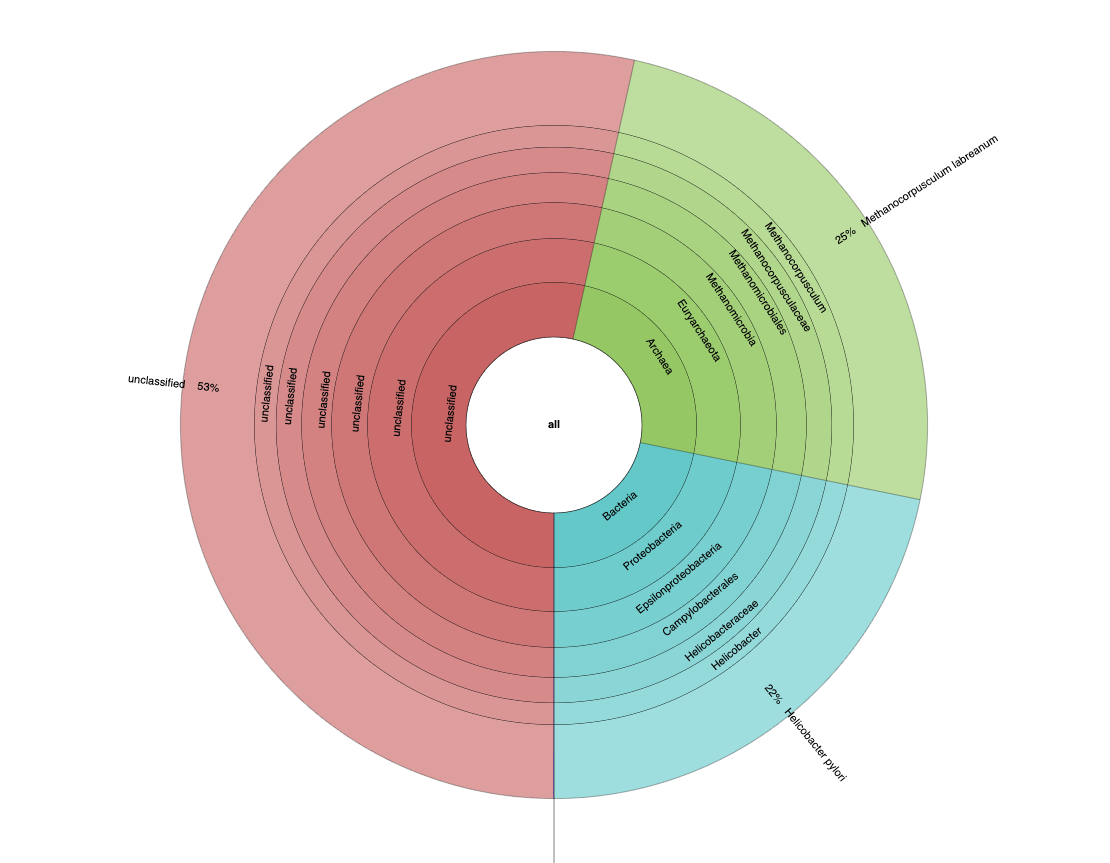 all
unclassified 53%
unclassified
unclassified
unclassified
unclassified
unclassified
unclassified
Archaea
Euryarchaeota
Methanomicrobia
Methanomicrobiales
Methanocorpusculaceae
Methanocorpusculum
25% Methanocorpusculum labreanum
Bacteria
Proteobacteria
Epsilonproteobacteria
Campylobacterales
Helicobacteraceae
Helicobacter
22% Helicobacter pylori